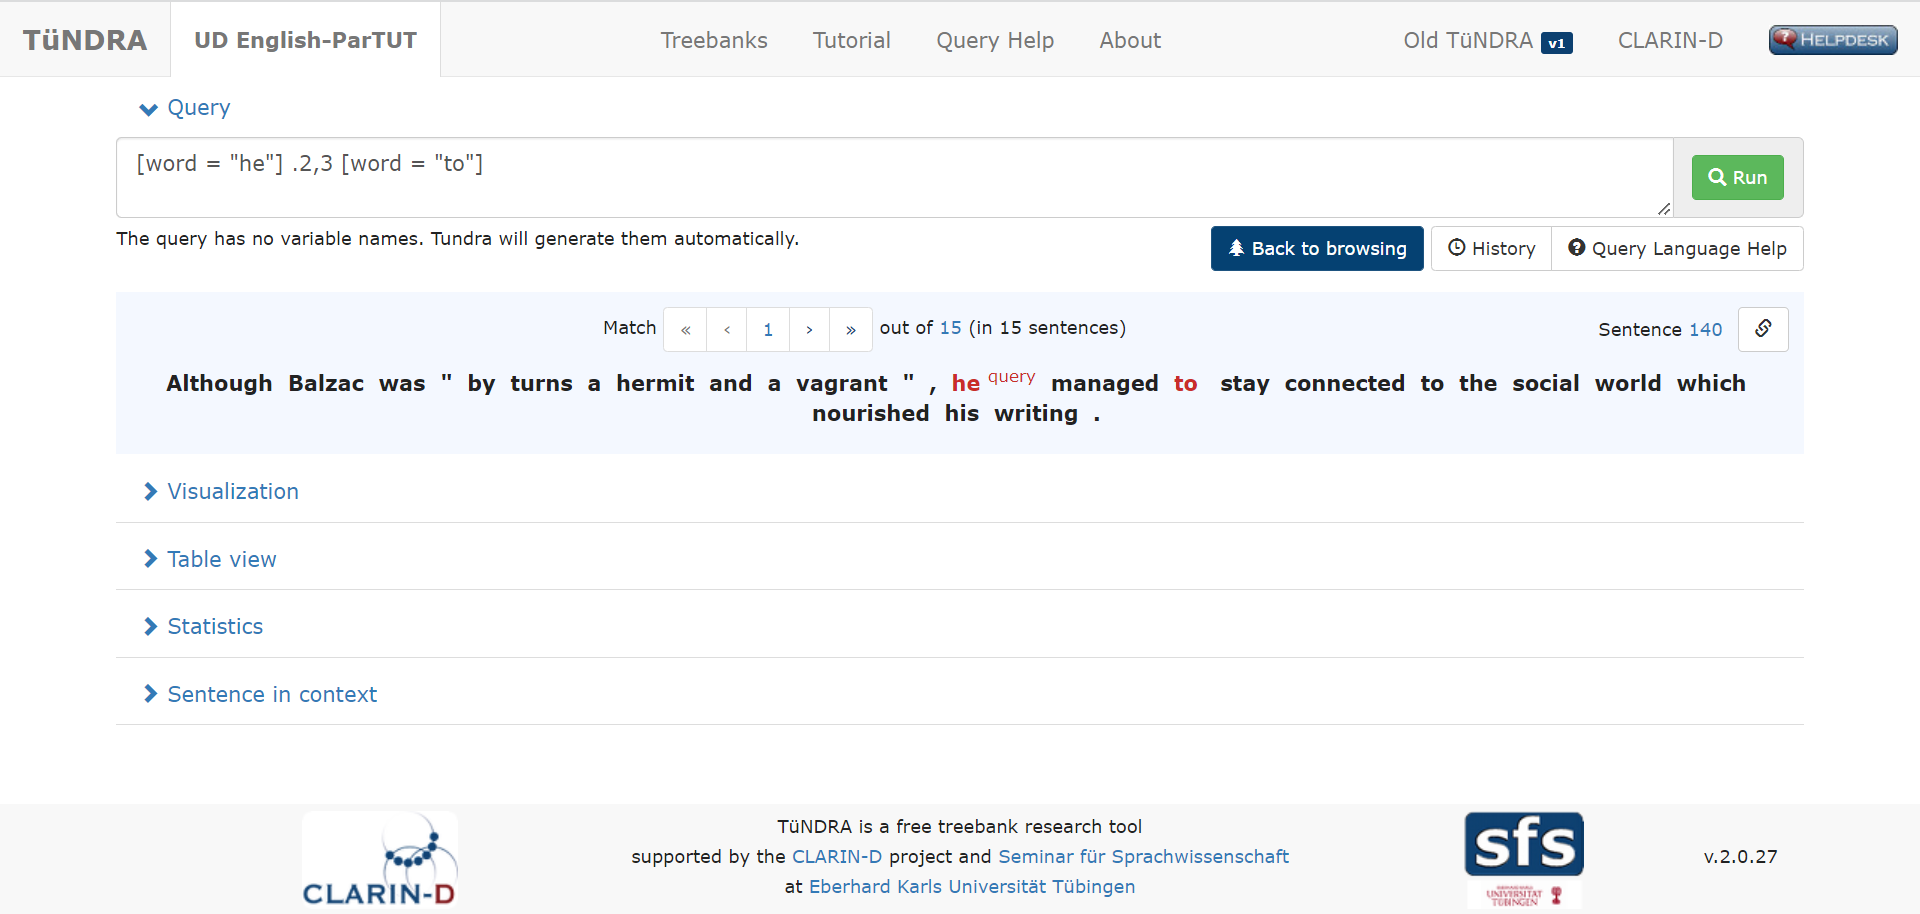 TüNDRA UD English-ParTUT Treebanks Tutorial Query Help About Old TüNDRA v1 CLARIN-D HELPDESK
Query
[word = "he"] .2,3 [word = "to"]
Run
The query has no variable names. Tundra will generate them automatically.
Back to browsing History Query Language Help
Match « ‹ 1 › » out of 15 (in 15 sentences) Sentence 140
Although Balzac was " by turns a hermit and a vagrant " , he query managed to stay connected to the social world which
nourished his writing .
Visualization
Table view
Statistics
Sentence in context
CLARIN-D
TüNDRA is a free treebank research tool
supported by the CLARIN-D project and Seminar für Sprachwissenschaft
at Eberhard Karls Universität Tübingen
sfs
EBERHARD KARLS
UNIVERSITÄT
TÜBINGEN
v.2.0.27